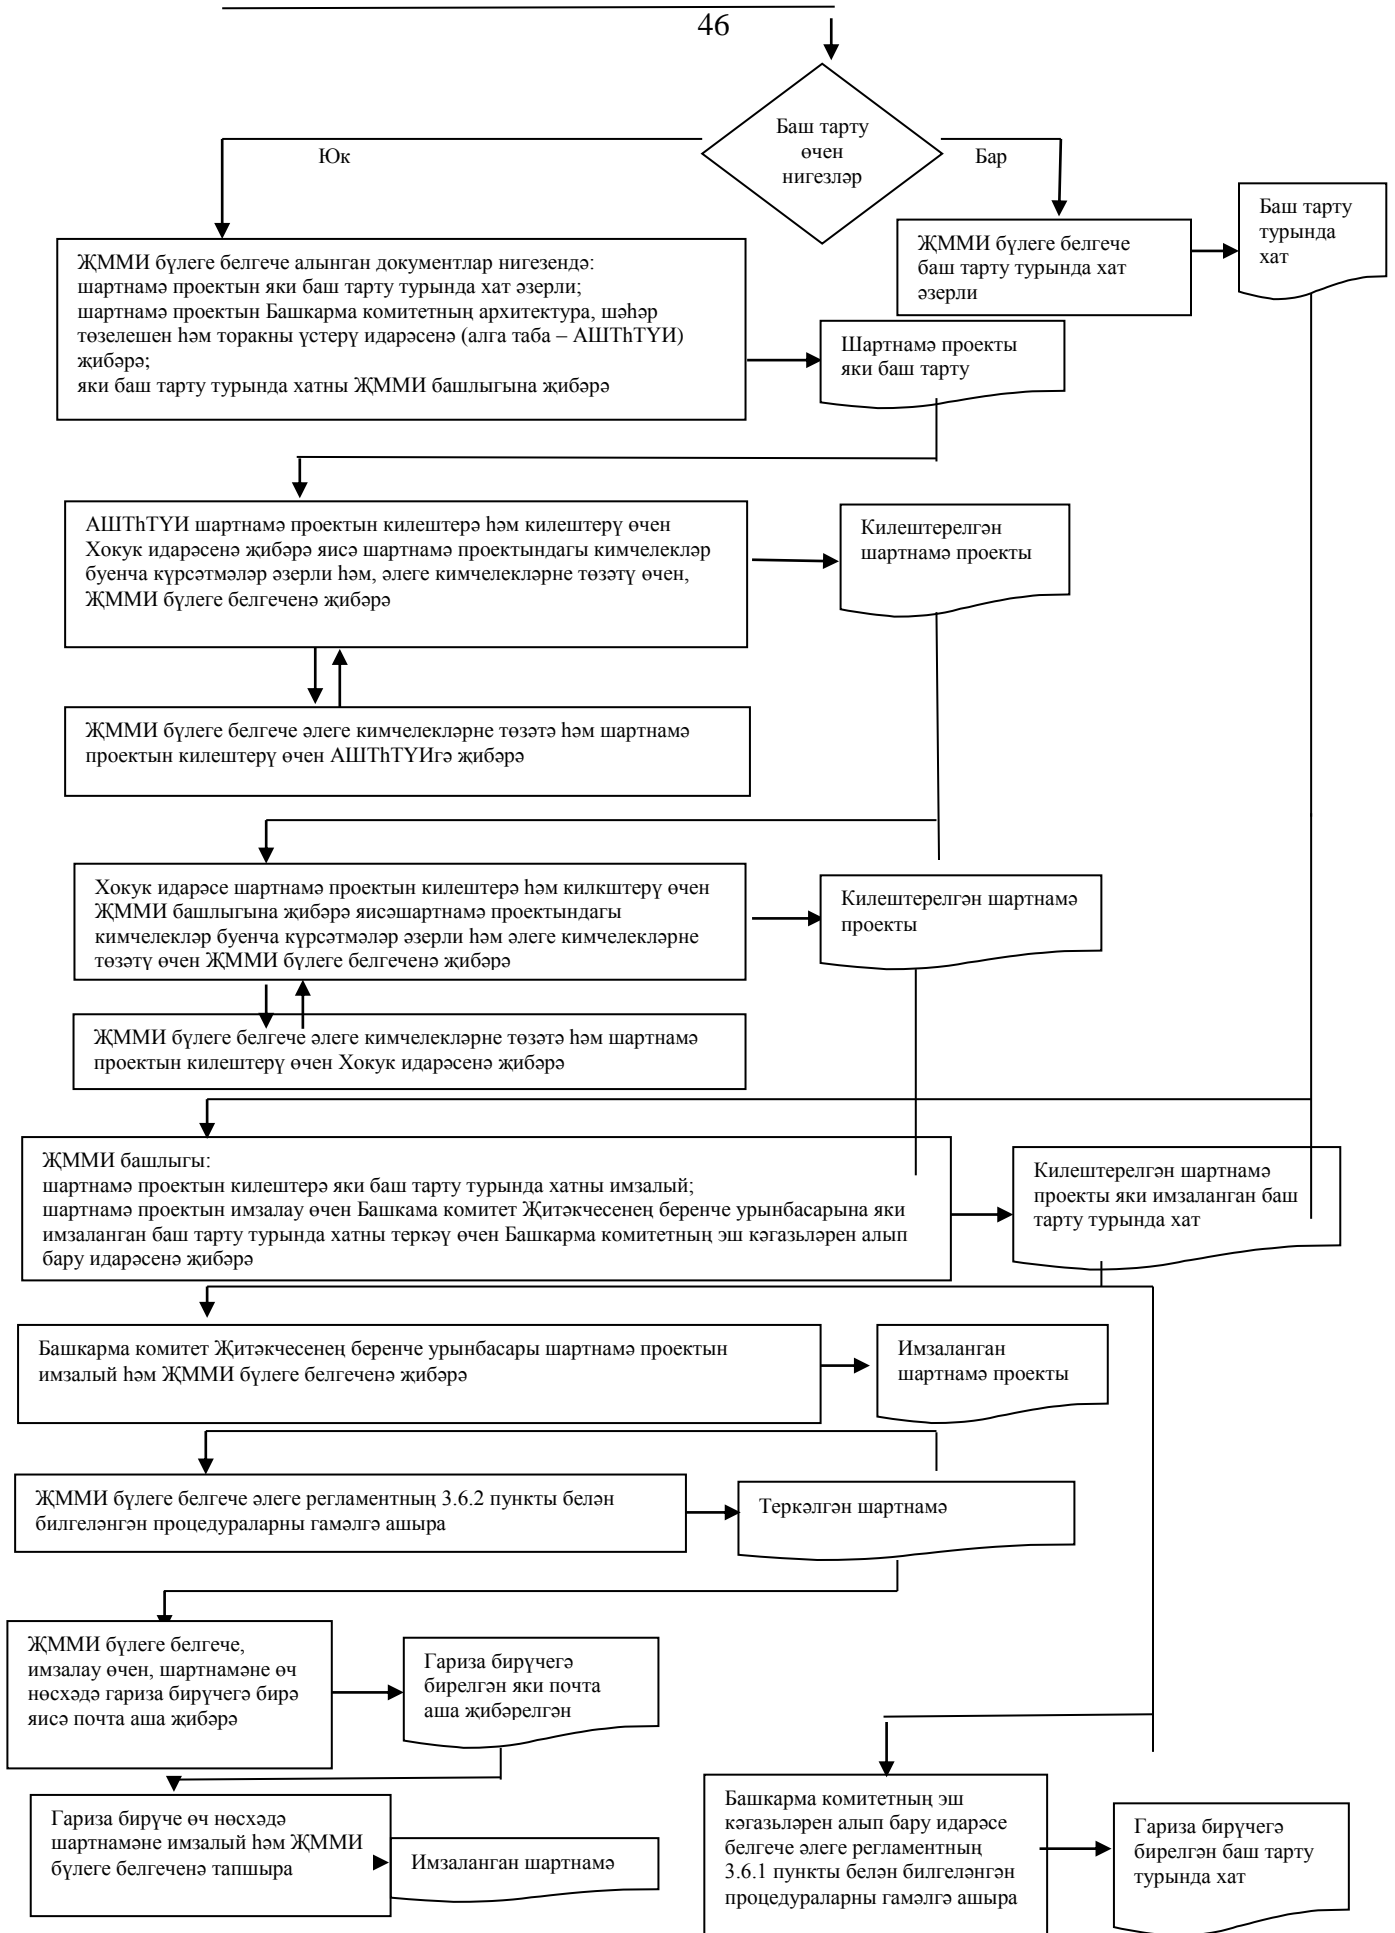 46
Баш тарту
өчен
нигезләр
Юк
Бар
Баш тарту
турында
хат
ҖММИ бүлеге белгече
баш тарту турында хат
әзерли
ҖММИ бүлеге белгече алынган документлар нигезендә:
шартнамә проектын яки баш тарту турында хат әзерли;
шартнамә проектын Башкарма комитетның архитектура, шәһәр
төзелешен һәм торакны үстерү идарәсенә (алга таба – АШТһТҮИ)
җибәрә;
яки баш тарту турында хатны ҖММИ башлыгына җибәрә
Шартнамә проекты
яки баш тарту
АШТһТҮИ шартнамә проектын килештерә һәм килештерү өчен
Хокук идарәсенә җибәрә яисә шартнамә проектындагы кимчелекләр
буенча күрсәтмәләр әзерли һәм, әлеге кимчелекләрне төзәтү өчен,
ҖММИ бүлеге белгеченә җибәрә
Килештерелгән
шартнамә проекты
ҖММИ бүлеге белгече әлеге кимчелекләрне төзәтә һәм шартнамә
проектын килештерү өчен АШТһТҮИгә җибәрә
Хокук идарәсе шартнамә проектын килештерә һәм килкштерү өчен
ҖММИ башлыгына җибәрә яисәшартнамә проектындагы
кимчелекләр буенча күрсәтмәләр әзерли һәм әлеге кимчелекләрне
төзәтү өчен ҖММИ бүлеге белгеченә җибәрә
Килештерелгән шартнамә
проекты
ҖММИ бүлеге белгече әлеге кимчелекләрне төзәтә һәм шартнамә
проектын килештерү өчен Хокук идарәсенә җибәрә
ҖММИ башлыгы:
шартнамә проектын килештерә яки баш тарту турында хатны имзалый;
шартнамә проектын имзалау өчен Башкама комитет Җитәкчесенең беренче урынбасарына яки
имзаланган баш тарту турында хатны теркәү өчен Башкарма комитетның эш кәгазьләрен алып
бару идарәсенә җибәрә
Килештерелгән шартнамә
проекты яки имзаланган баш
тарту турында хат
Башкарма комитет Җитәкчесенең беренче урынбасары шартнамә проектын
имзалый һәм ҖММИ бүлеге белгеченә җибәрә
Имзаланган
шартнамә проекты
ҖММИ бүлеге белгече әлеге регламентның 3.6.2 пункты белән
билгеләнгән процедураларны гамәлгә ашыра
Теркәлгән шартнамә
ҖММИ бүлеге белгече,
имзалау өчен, шартнамәне өч
нөсхәдә гариза бирүчегә бирә
яисә почта аша җибәрә
Гариза бирүчегә
бирелгән яки почта
аша җибәрелгән
Гариза бирүче өч нөсхәдә
шартнамәне имзалый һәм ҖММИ
бүлеге белгеченә тапшыра
Имзаланган шартнамә
Башкарма комитетның эш
кәгазьләрен алып бару идарәсе
белгече әлеге регламентның
3.6.1 пункты белән билгеләнгән
процедураларны гамәлгә ашыра
Гариза бирүчегә
бирелгән баш тарту
турында хат